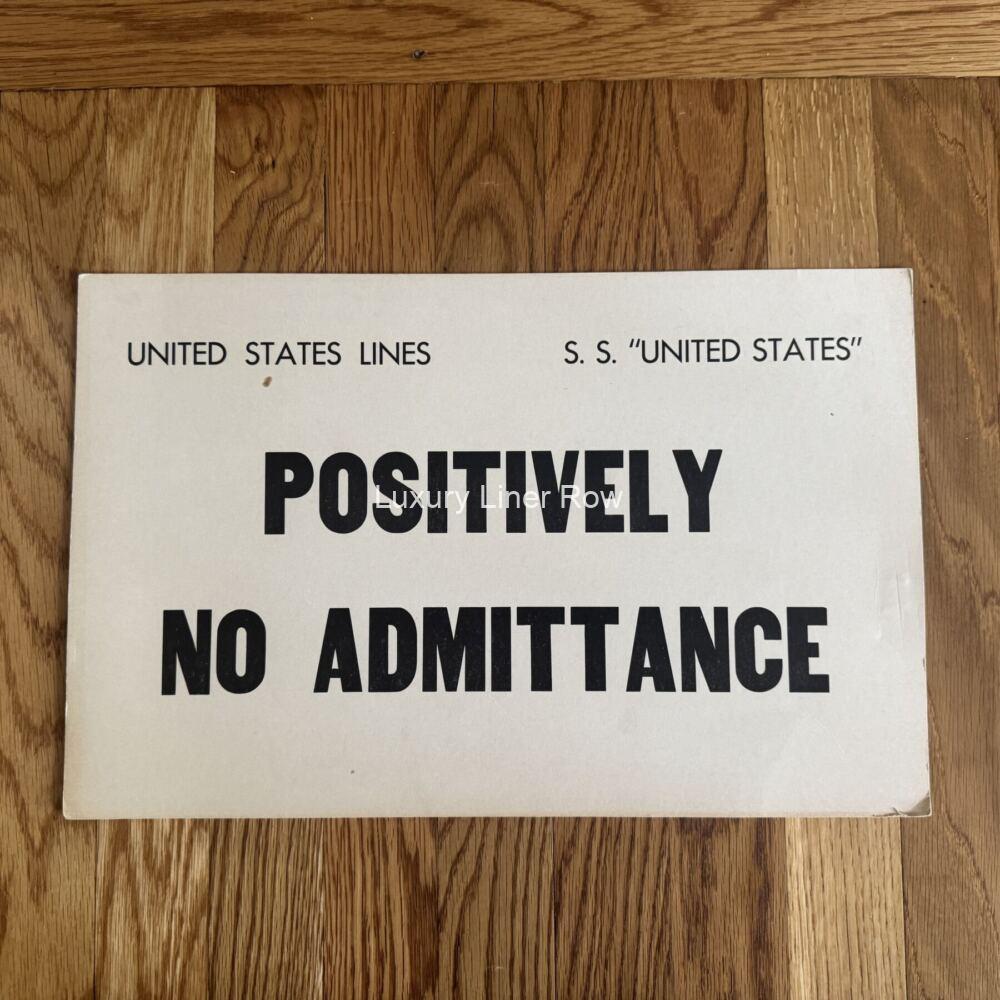 UNITED STATES LINES S. S. "UNITED STATES"
POSITIVELY
Luxury Liner Row
NO ADMITTANCE